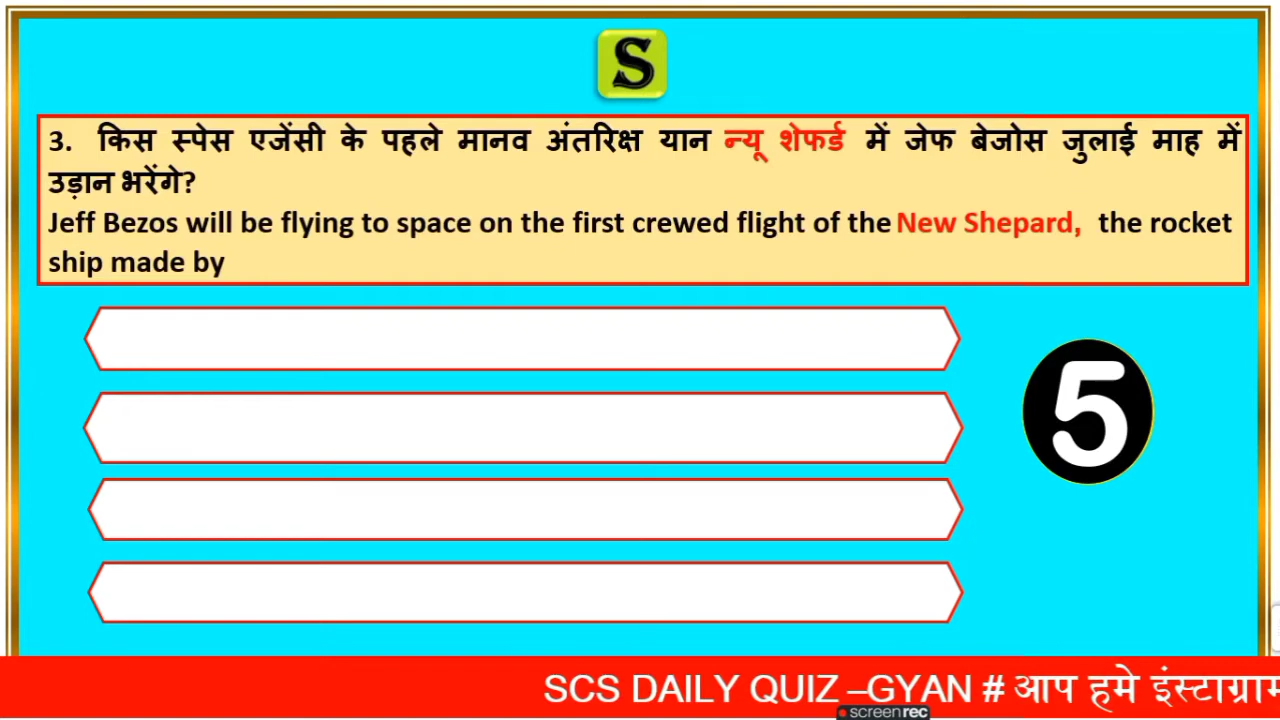 S
3. किस स्पेस एजेंसी के पहले मानव अंतरिक्ष यान न्यू शेफर्ड में जेफ बेजोस जुलाई माह में
उड़ान भरेंगे?
Jeff Bezos will be flying to space on the first crewed flight of the New Shepard, the rocket
ship made by
5
SCS DAILY QUIZ –GYAN # आप हमे इंस्टाग्राम
screenrec